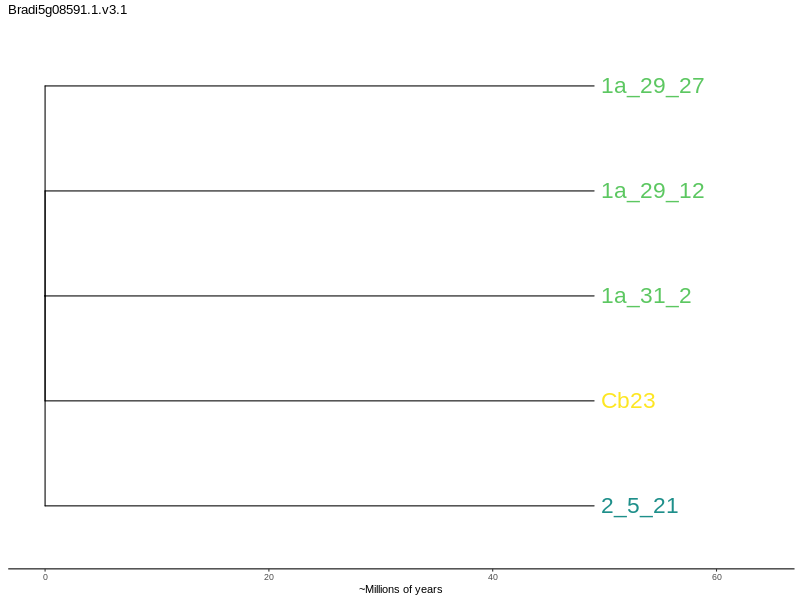 Bradi5g08591.1.v3.1
1a_29_27
1a_29_12
1a_31_2
Cb23
2_5_21
0 20 40 60
~Millions of years